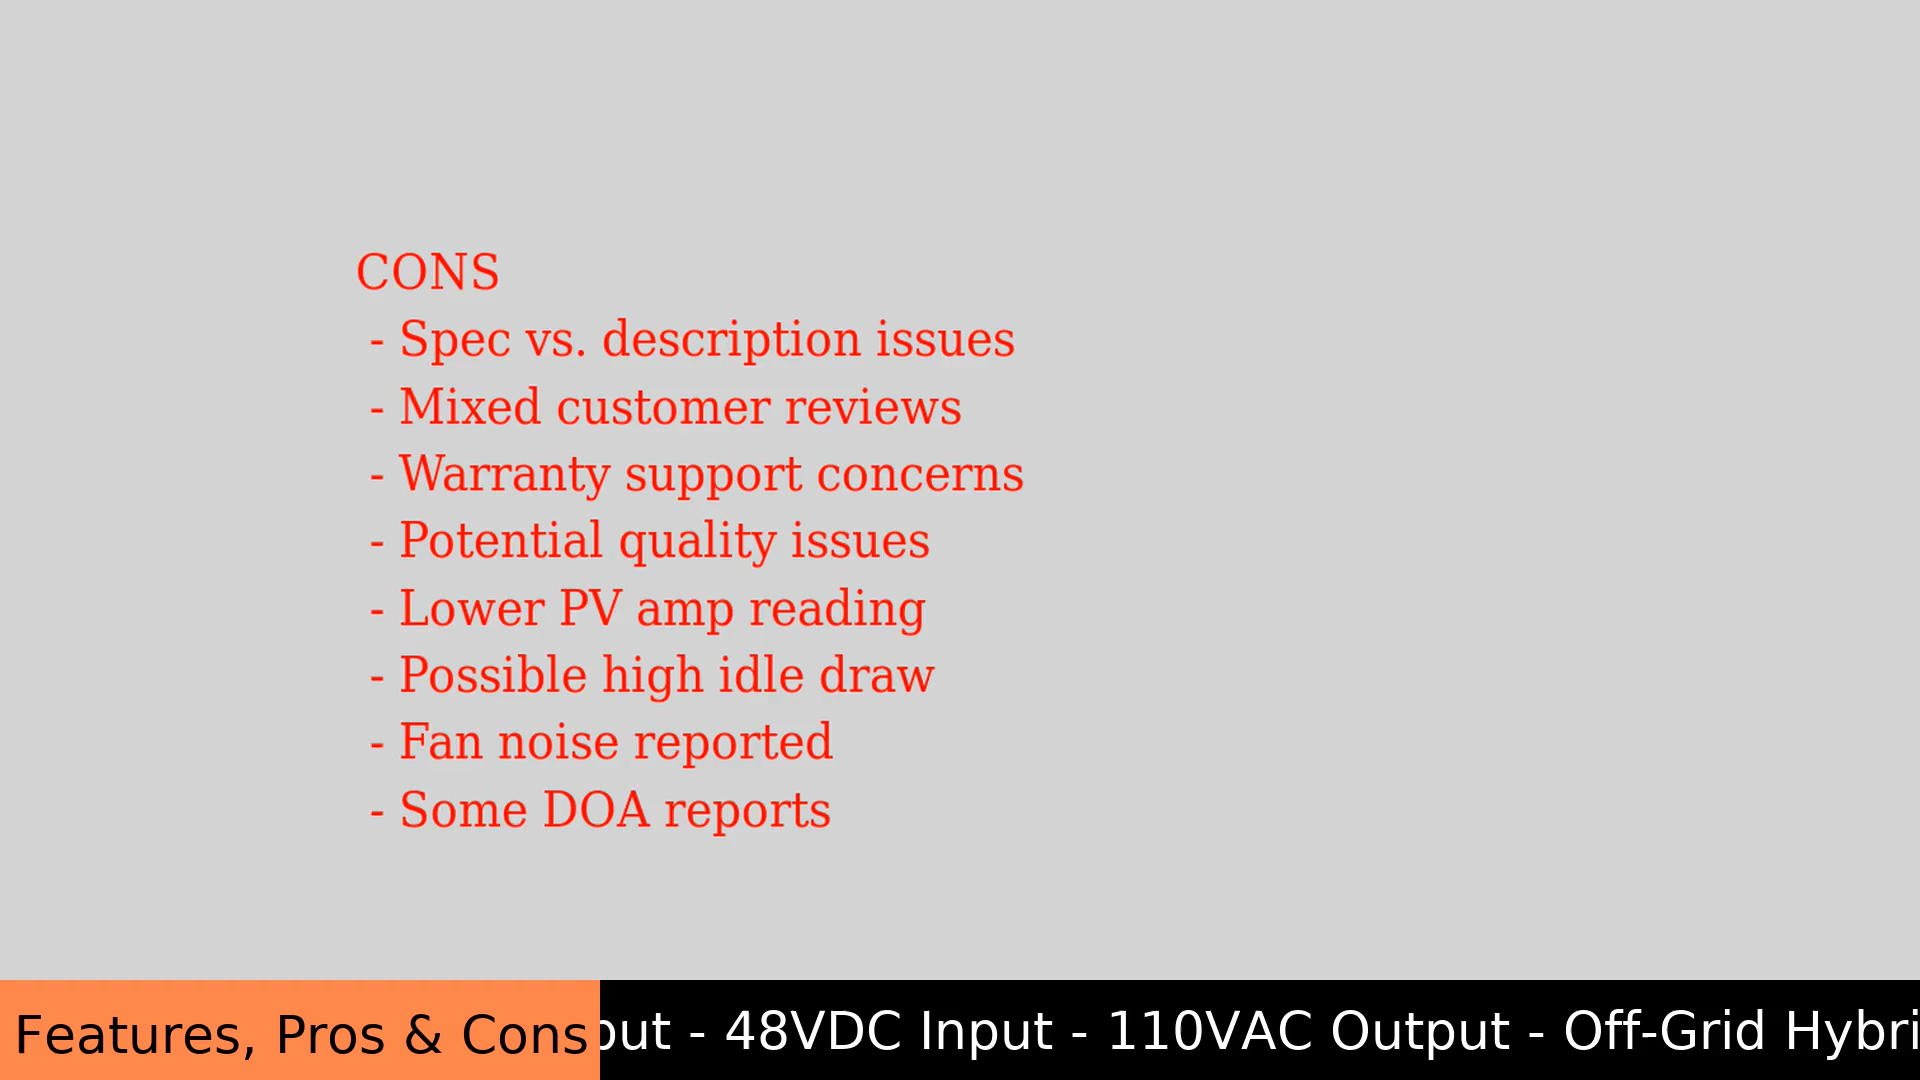 CONS
- Spec vs. description issues
- Mixed customer reviews
- Warranty support concerns
- Potential quality issues
- Lower PV amp reading
- Possible high idle draw
- Fan noise reported
- Some DOA reports
Features, Pros & Cons
put - 48VDC Input - 110VAC Output - Off-Grid Hybri